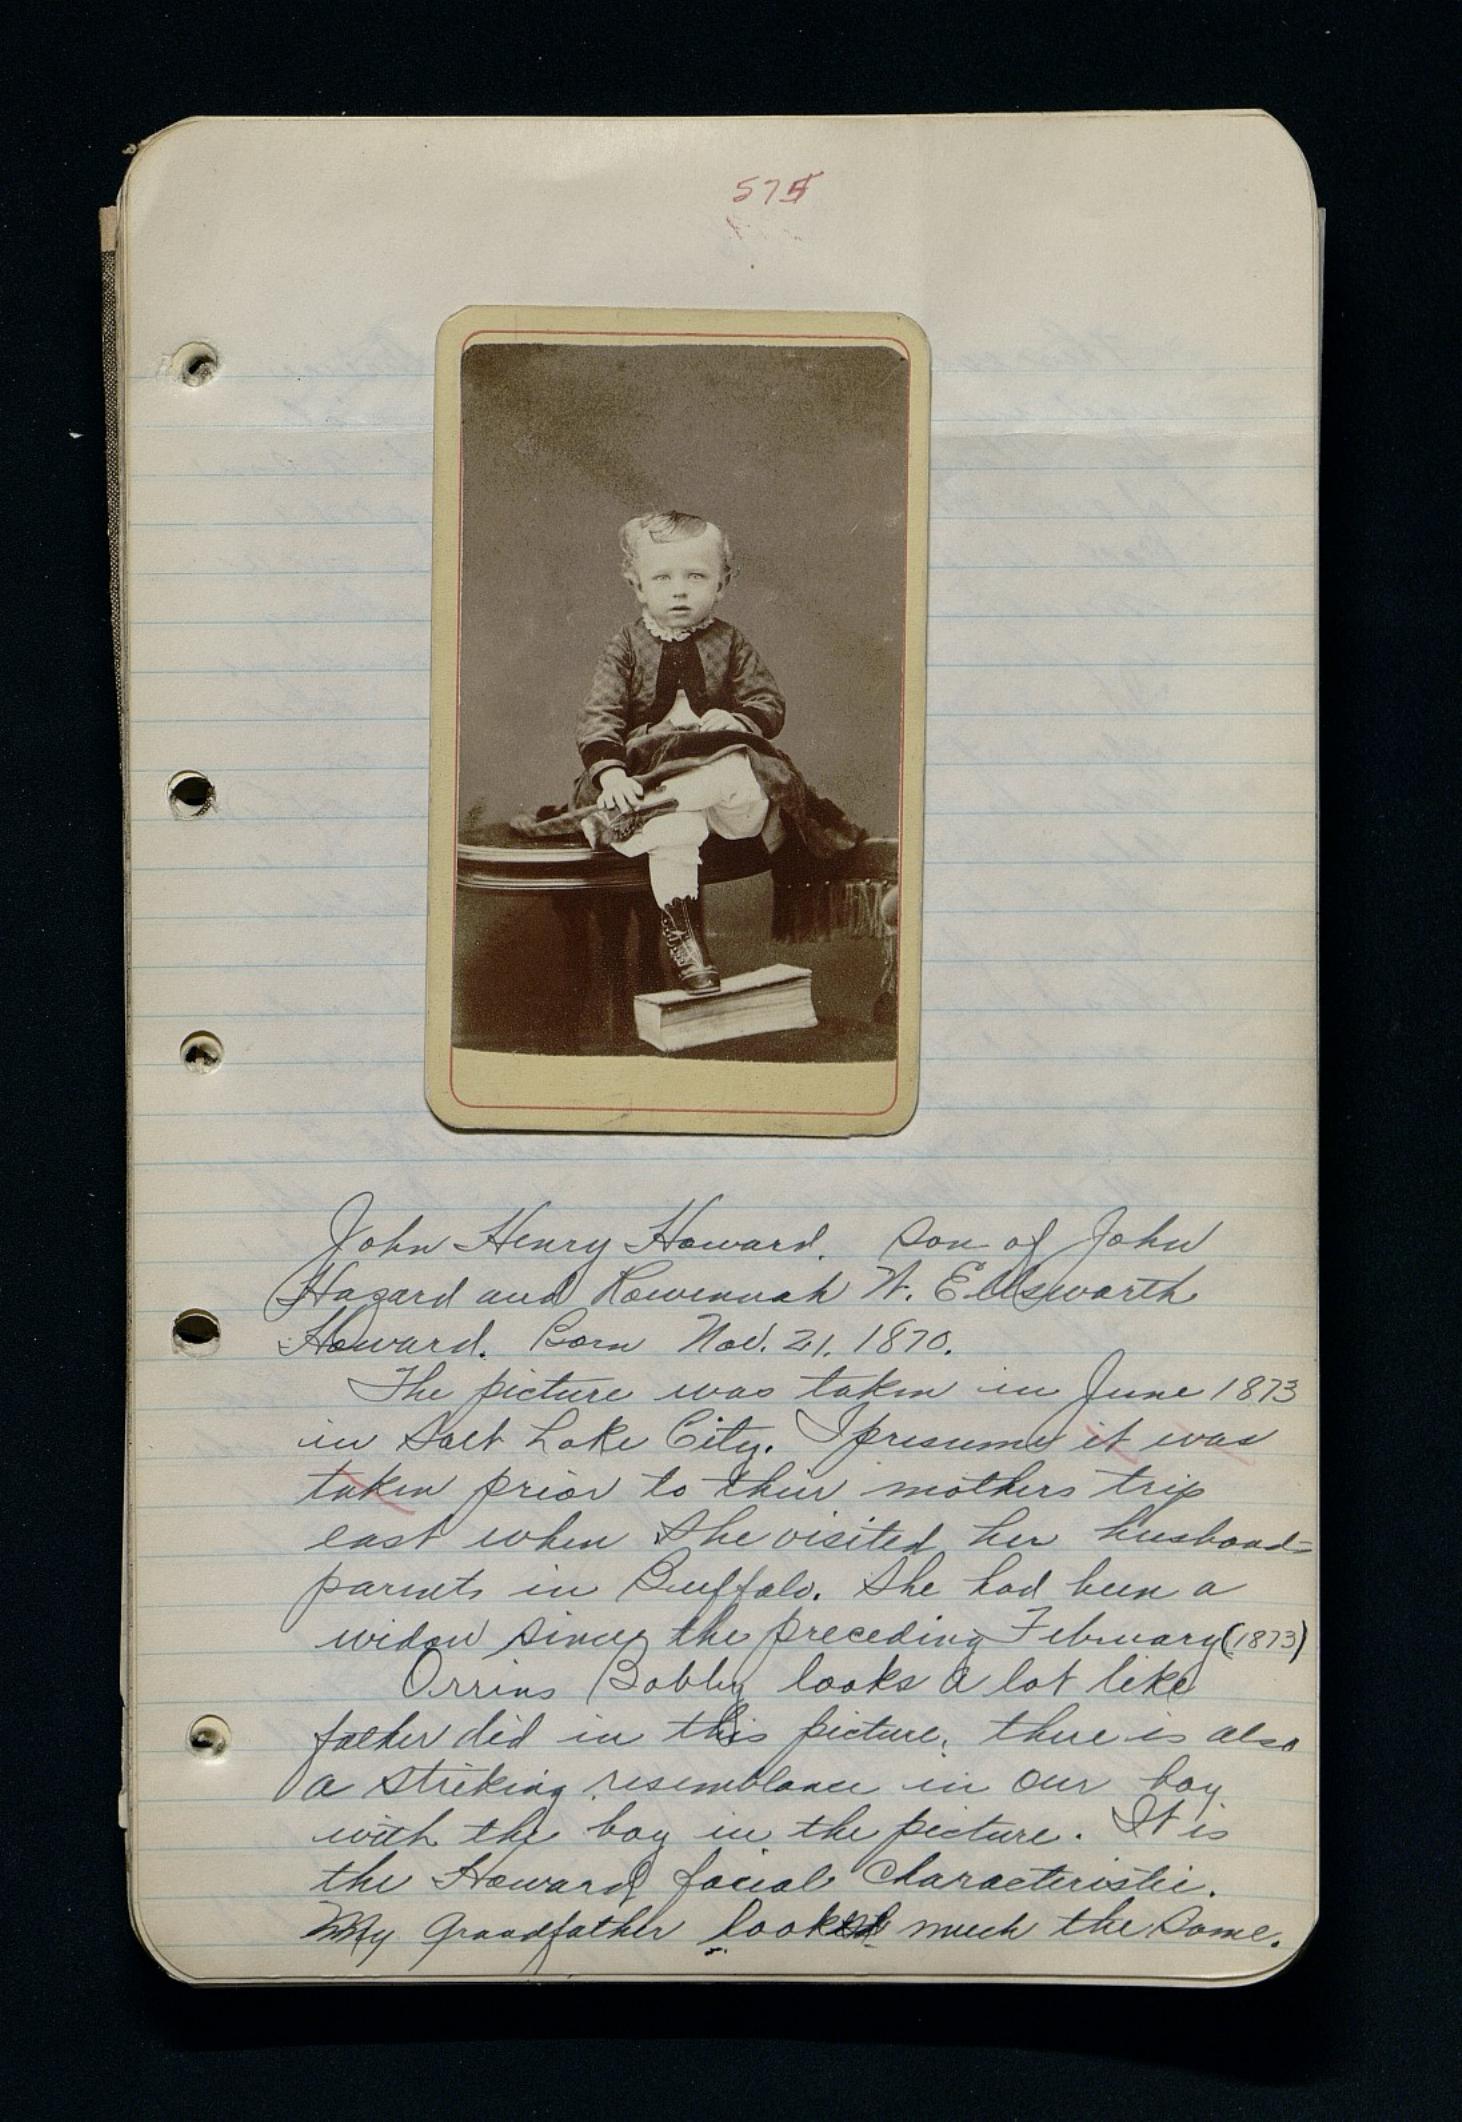 575
John Henry Howard. Son of John
Hazard and Rowennah W. Ellsworth
Howard. Born Nov. 21, 1870.
The picture was taken in June 1873
in Salt Lake City. I presume it was
taken prior to their mothers trip
east when she visited her husbands
parents in Buffalo. She had been a
widow since the preceding February (1873)
Orrins Bobby looks a lot like
father did in this picture, there is also
a striking resemblance in our boy
with the boy in the picture. It is
the Howard facial characteristic.
My Grandfather looked much the same.